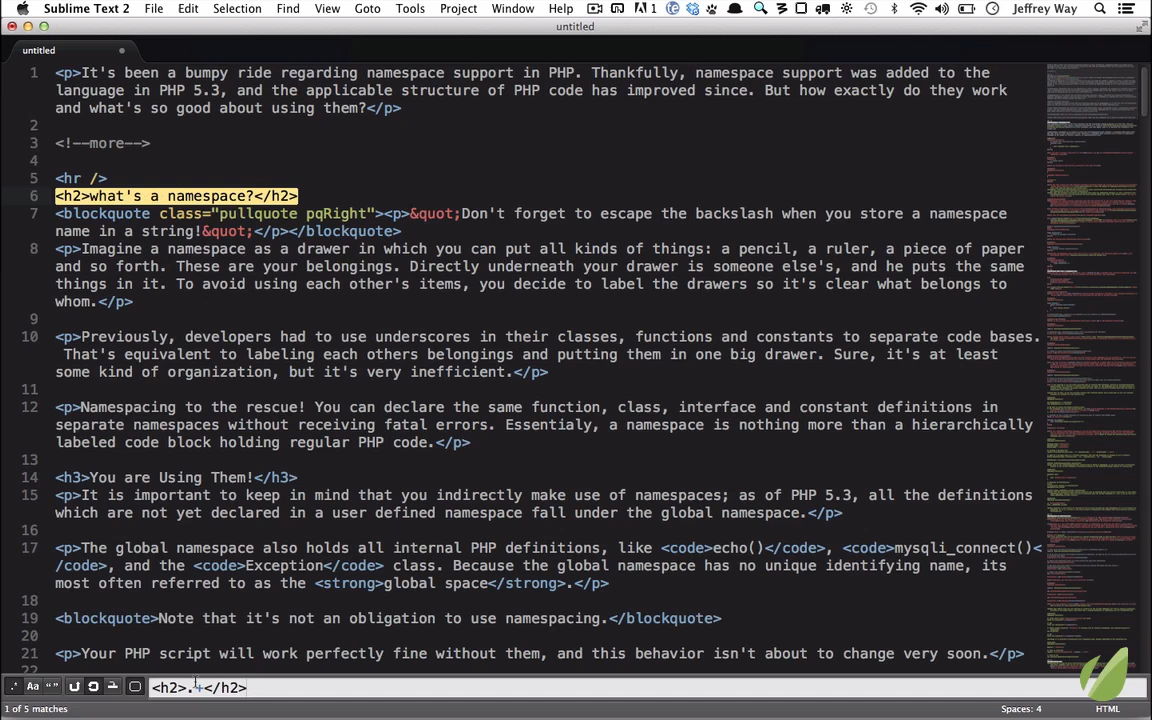 Sublime Text 2 File Edit Selection Find View Goto Tools Project Window Help 1 Jeffrey Way
untitled
untitled
1 <p>It's been a bumpy ride regarding namespace support in PHP. Thankfully, namespace support was added to the
language in PHP 5.3, and the applicable structure of PHP code has improved since. But how exactly do they work
and what's so good about using them?</p>
2
3 <!--more-->
4
5 <hr />
6 <h2>what's a namespace?</h2>
7 <blockquote class="pullquote pqRight"><p>&quot;Don't forget to escape the backslash when you store a namespace
name in a string!&quot;</p></blockquote>
8 <p>Imagine a namespace as a drawer in which you can put all kinds of things: a pencil, a ruler, a piece of paper
and so forth. These are your belongings. Directly underneath your drawer is someone else's, and he puts the same
things in it. To avoid using each other's items, you decide to label the drawers so it's clear what belongs to
whom.</p>
9
10 <p>Previously, developers had to use underscores in their classes, functions and constants to separate code bases.
That's equivalent to labeling each others belongings and putting them in one big drawer. Sure, it's at least
some kind of organization, but it's very inefficient.</p>
11
12 <p>Namespacing to the rescue! You can declare the same function, class, interface and constant definitions in
separate namespaces without receiving fatal errors. Essentialy, a namespace is nothing more than a hierarchically
labeled code block holding regular PHP code.</p>
13
14 <h3>You are Using Them!</h3>
15 <p>It is important to keep in mind that you indirectly make use of namespaces; as of PHP 5.3, all the definitions
which are not yet declared in a user defined namespace fall under the global namespace.</p>
16
17 <p>The global namespace also holds all internal PHP definitions, like <code>echo()</code>, <code>mysqli_connect()<
/code>, and the <code>Exception</code> class. Because the global namespace has no unique identifying name, its
most often referred to as the <strong>global space</strong>.</p>
18
19 <blockquote>Note that it's not an obligation to use namespacing.</blockquote>
20
21 <p>Your PHP script will work perfectly fine without them, and this behavior isn't about to change very soon.</p>
22
.* Aa “” <h2>.+</h2>
1 of 5 matches Spaces: 4 HTML